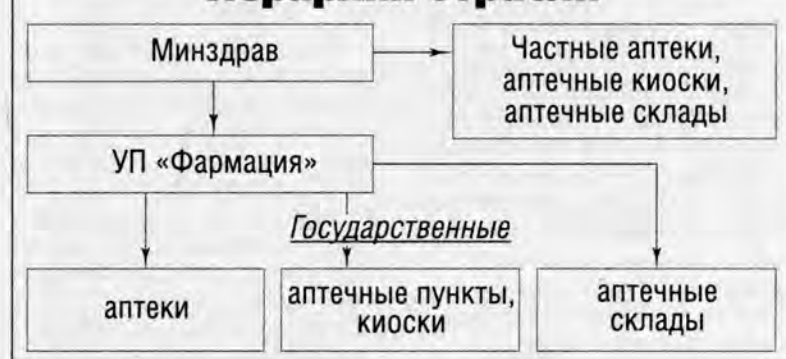 Минздрав
Частные аптеки,
аптечные киоски,
аптечные склады
УП «Фармация»
Государственные
аптеки
аптечные пункты,
киоски
аптечные
склады